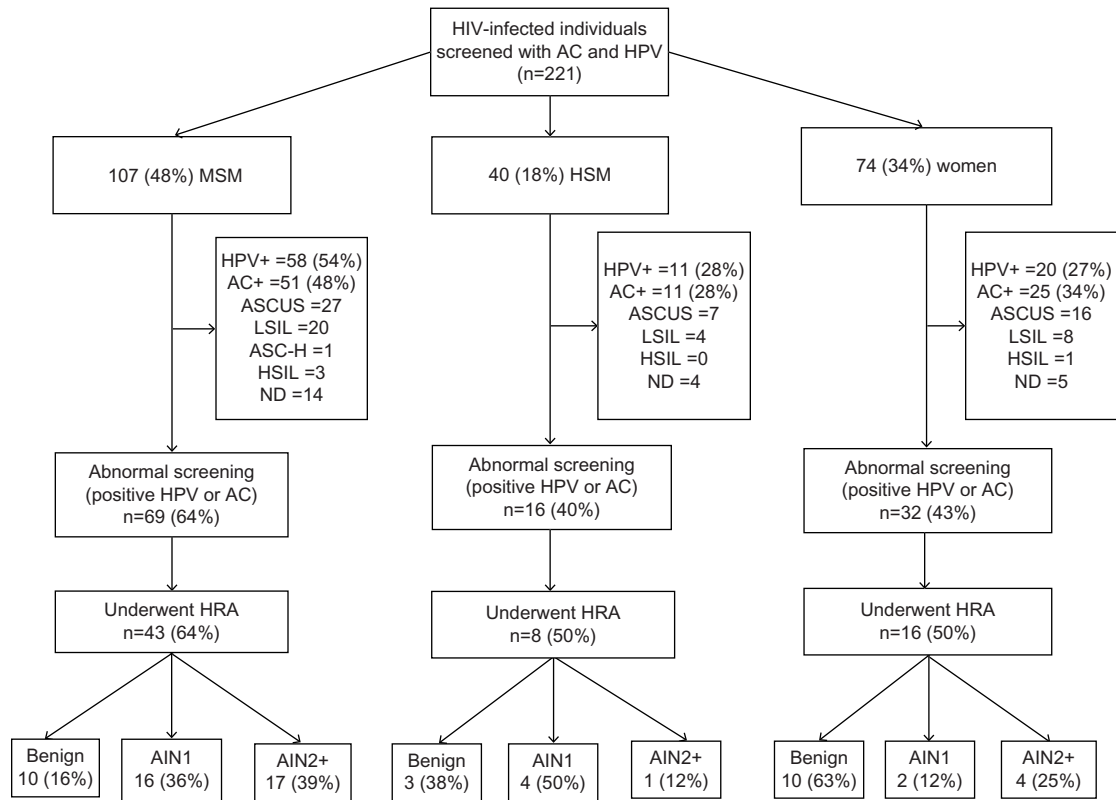 HIV-infected individuals
screened with AC and HPV
(n=221)
107 (48%) MSM
40 (18%) HSM
74 (34%) women
HPV+ =58 (54%)
AC+ =51 (48%)
ASCUS =27
LSIL =20
ASC-H =1
HSIL =3
ND =14
HPV+ =11 (28%)
AC+ =11 (28%)
ASCUS =7
LSIL =4
HSIL =0
ND =4
HPV+ =20 (27%)
AC+ =25 (34%)
ASCUS =16
LSIL =8
HSIL =1
ND =5
Abnormal screening
(positive HPV or AC)
n=69 (64%)
Abnormal screening
(positive HPV or AC)
n=16 (40%)
Abnormal screening
(positive HPV or AC)
n=32 (43%)
Underwent HRA
n=43 (64%)
Underwent HRA
n=8 (50%)
Underwent HRA
n=16 (50%)
Benign
10 (16%)
AIN1
16 (36%)
AIN2+
17 (39%)
Benign
3 (38%)
AIN1
4 (50%)
AIN2+
1 (12%)
Benign
10 (63%)
AIN1
2 (12%)
AIN2+
4 (25%)